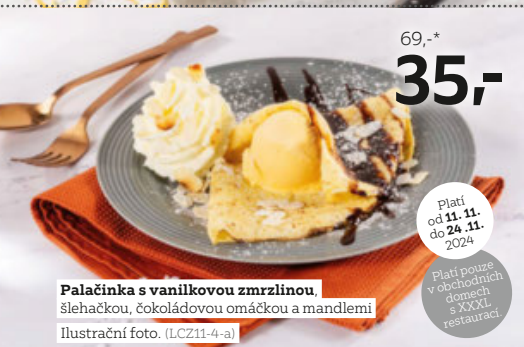 69,-*
35,-
Platí
od 11. 11.
do 24 .11.
2024
Platí pouze
v obchodních
domech
s XXXL
restaurací.
Palačinka s vanilkovou zmrzlinou,
šlehačkou, čokoládovou omáčkou a mandlemi
Ilustrační foto. (LCZ11-4-a)